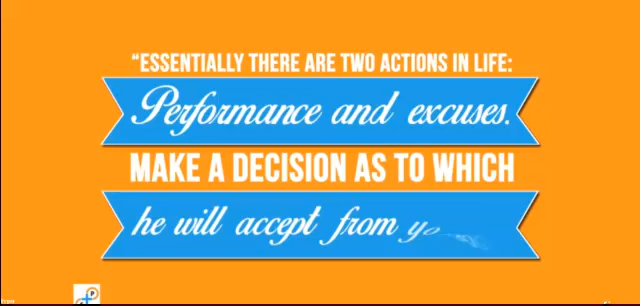 “ESSENTIALLY THERE ARE TWO ACTIONS IN LIFE:
Performance and excuses.
MAKE A DECISION AS TO WHICH
he will accept from yo